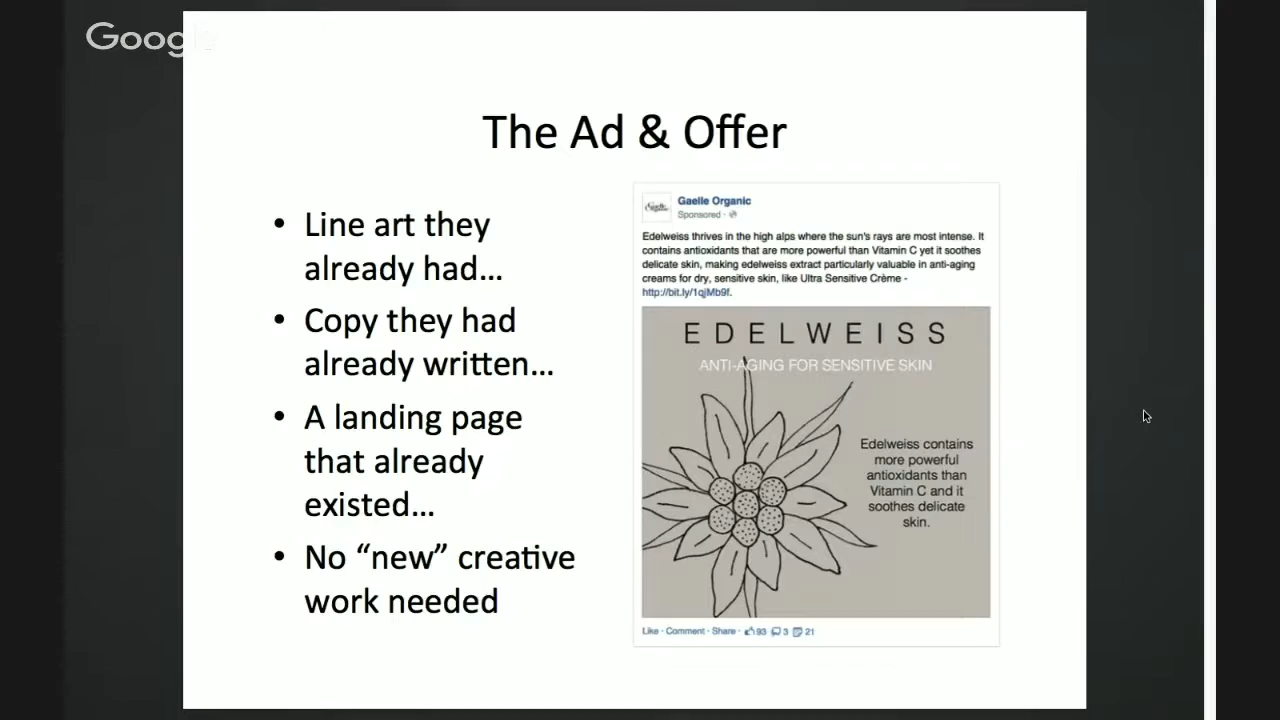 Google
The Ad & Offer
• Line art they
already had...
• Copy they had
already written...
• A landing page
that already
existed...
• No “new” creative
work needed
Gaelle Organic
Sponsored ·
Edelweiss thrives in the high alps where the sun's rays are most intense. It
contains antioxidants that are more powerful than Vitamin C yet it soothes
delicate skin, making edelweiss extract particularly valuable in anti-aging
creams for dry, sensitive skin, like Ultra Sensitive Crème -
http://bit.ly/1qjMb9f.
EDELWEISS
ANTI-AGING FOR SENSITIVE SKIN
Edelweiss contains
more powerful
antioxidants than
Vitamin C and it
soothes delicate
skin.
Like · Comment · Share · 93 3 21